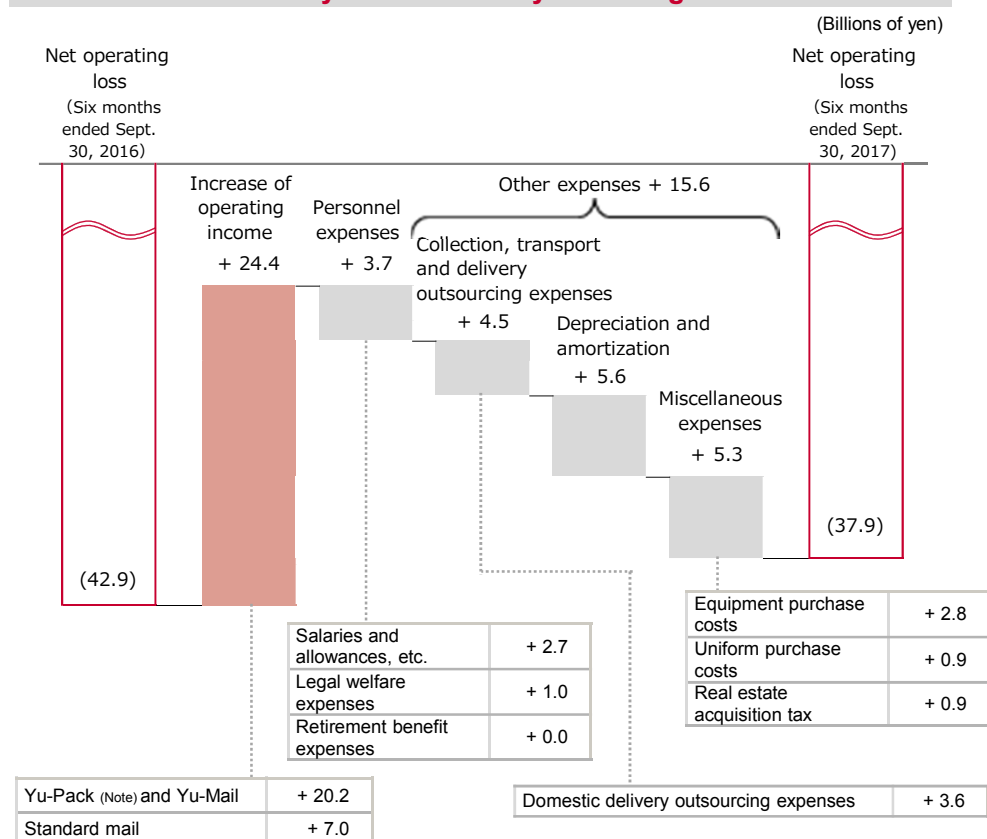 (Billions of yen)
Net operating
loss
(Six months
ended Sept.
30, 2016)
Net operating
loss
(Six months
ended Sept.
30, 2017)
Increase of
operating
income
+ 24.4
Personnel
expenses
+ 3.7
Other expenses + 15.6
Collection, transport
and delivery
outsourcing expenses
+ 4.5
Depreciation and
amortization
+ 5.6
Miscellaneous
expenses
+ 5.3
(42.9)
(37.9)
Equipment purchase
costs
+ 2.8
Uniform purchase
costs
+ 0.9
Real estate
acquisition tax
+ 0.9
Salaries and
allowances, etc.
+ 2.7
Legal welfare
expenses
+ 1.0
Retirement benefit
expenses
+ 0.0
Yu-Pack (Note) and Yu-Mail
+ 20.2
Standard mail
+ 7.0
Domestic delivery outsourcing expenses
+ 3.6